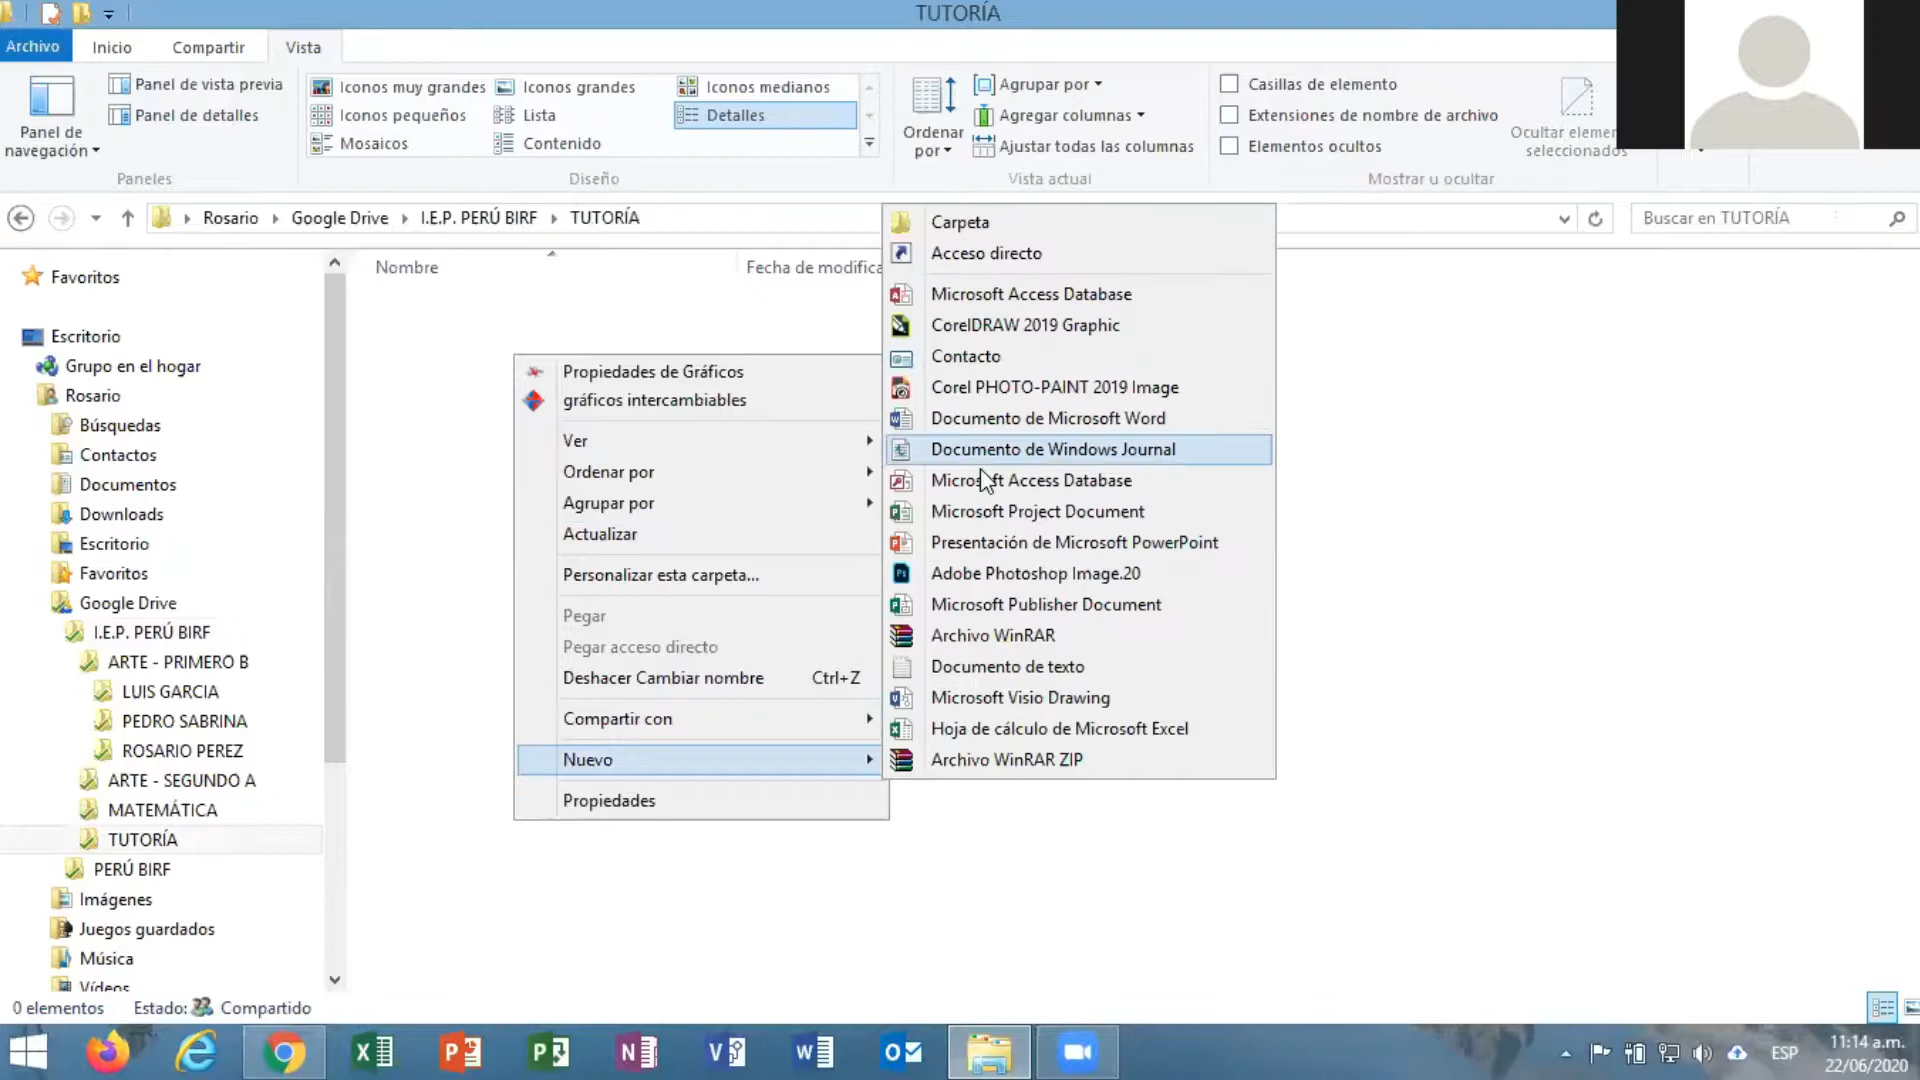 TUTORÍA
Archivo Inicio Compartir Vista
Panel de navegación
Panel de vista previa
Panel de detalles
Paneles
Iconos muy grandes Iconos grandes Iconos medianos
Iconos pequeños Lista Detalles
Mosaicos Contenido
Diseño
Ordenar por
Agrupar por
Agregar columnas
Ajustar todas las columnas
Vista actual
Casillas de elemento
Extensiones de nombre de archivo
Elementos ocultos
seleccionados
Mostrar u ocultar
Rosario Google Drive I.E.P. PERÚ BIRF TUTORÍA
Buscar en TUTORÍA
Nombre
Favoritos
Escritorio
Grupo en el hogar
Rosario
Búsquedas
Contactos
Documentos
Downloads
Escritorio
Favoritos
Google Drive
I.E.P. PERÚ BIRF
ARTE - PRIMERO B
LUIS GARCIA
PEDRO SABRINA
ROSARIO PEREZ
ARTE - SEGUNDO A
MATEMÁTICA
TUTORÍA
PERÚ BIRF
Imágenes
Juegos guardados
Música
Vídeos
Propiedades de Gráficos
gráficos intercambiables
Ver
Ordenar por
Agrupar por
Actualizar
Personalizar esta carpeta...
Pegar
Pegar acceso directo
Deshacer Cambiar nombre Ctrl+Z
Compartir con
Nuevo
Propiedades
Carpeta
Acceso directo
Microsoft Access Database
CorelDRAW 2019 Graphic
Contacto
Corel PHOTO-PAINT 2019 Image
Documento de Microsoft Word
Documento de Windows Journal
Microsoft Access Database
Microsoft Project Document
Presentación de Microsoft PowerPoint
Adobe Photoshop Image.20
Microsoft Publisher Document
Archivo WinRAR
Documento de texto
Microsoft Visio Drawing
Hoja de cálculo de Microsoft Excel
Archivo WinRAR ZIP
0 elementos Estado: Compartido
ESP
11:14 a.m.
22/06/2020